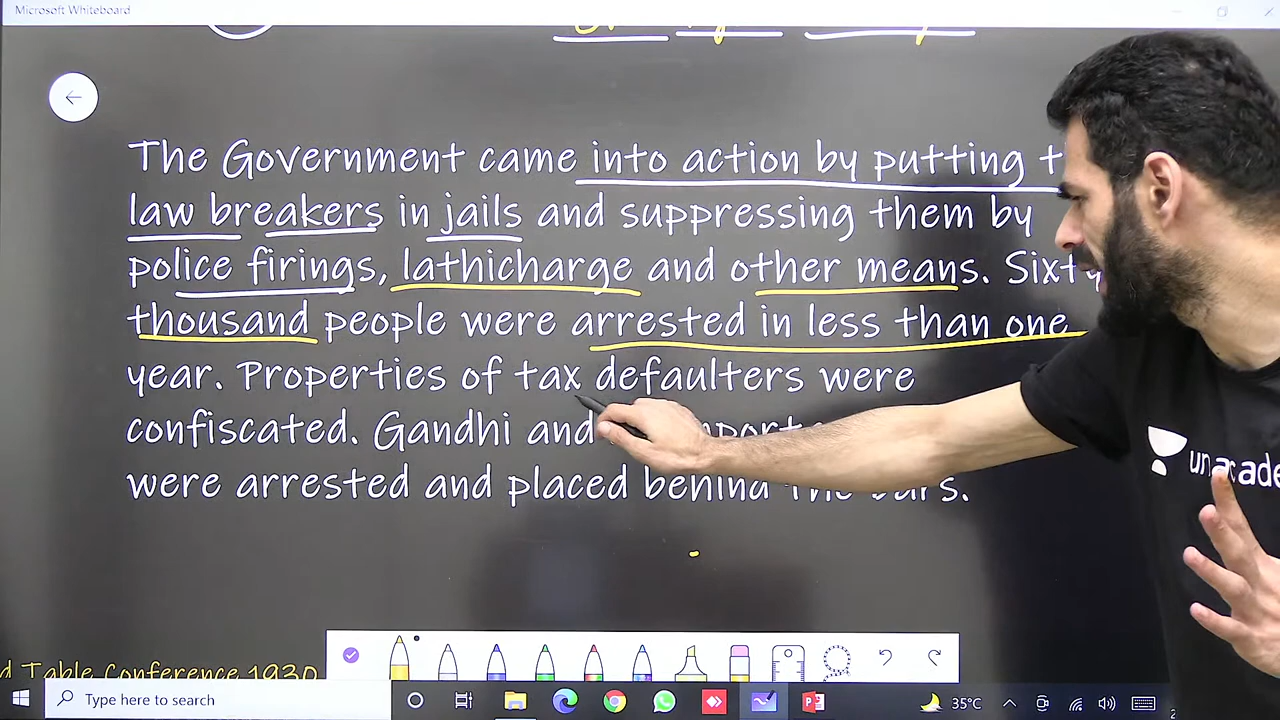 Microsoft Whiteboard
The Government came into action by putting
law breakers in jails and suppressing them by
police firings, lathicharge and other means. Sixty
thousand people were arrested in less than one
year. Properties of tax defaulters were
confiscated. Gandhi and
were arrested and placed behind the bars.
Table Conference 1930
Type here to search
35°C